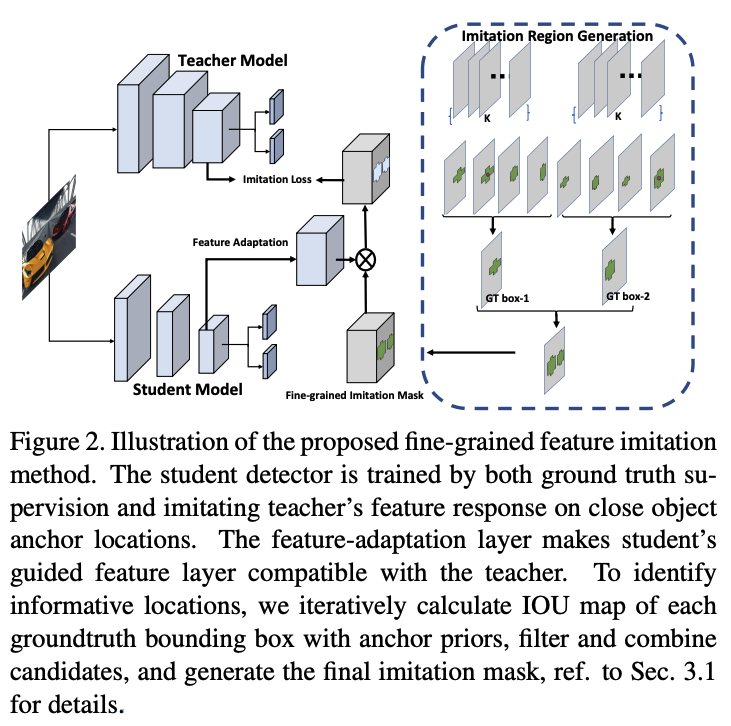 Imitation Region Generation
Teacher Model
K
K
Imitation Loss
Feature Adaptation
GT box-1
GT box-2
Student Model
Fine-grained Imitation Mask
Figure 2. Illustration of the proposed fine-grained feature imitation
method. The student detector is trained by both ground truth su-
pervision and imitating teacher's feature response on close object
anchor locations. The feature-adaptation layer makes student's
guided feature layer compatible with the teacher. To identify
informative locations, we iteratively calculate IOU map of each
groundtruth bounding box with anchor priors, filter and combine
candidates, and generate the final imitation mask, ref. to Sec. 3.1
for details.